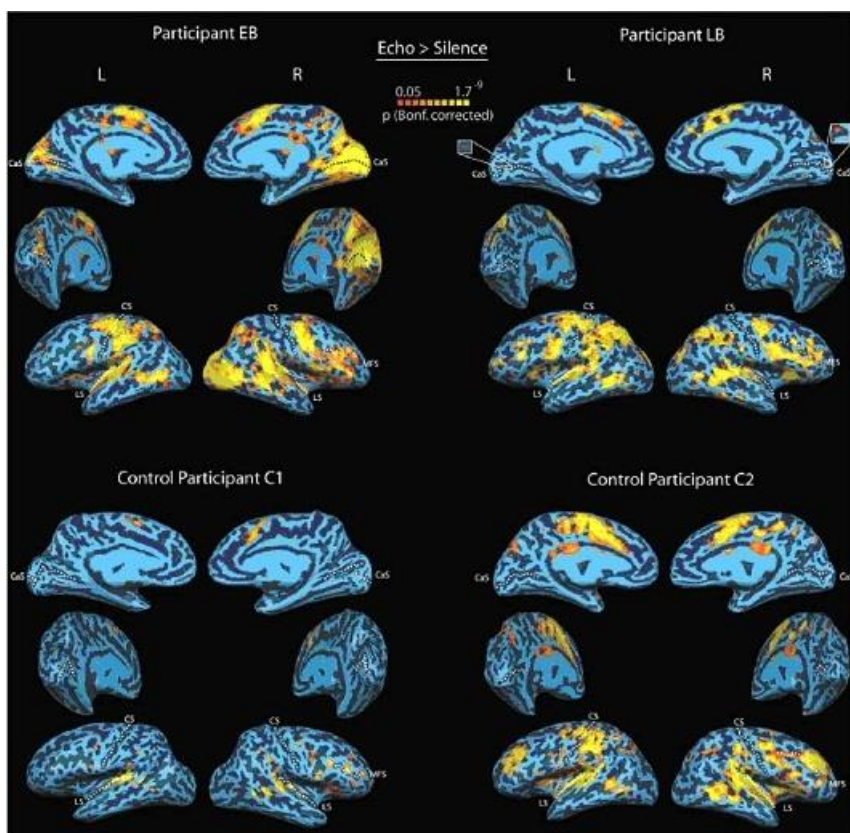 Participant EB
Echo > Silence
Participant LB
L
R
0.05
1.7⁻⁹
p (Bonf. corrected)
L
R
CaS
CaS
CaS
CaS
CS
CS
MFS
LS
LS
CS
CS
MFS
LS
LS
Control Participant C1
Control Participant C2
CaS
CaS
CaS
CaS
CS
CS
MFS
LS
LS
CS
CS
MFS
LS
LS